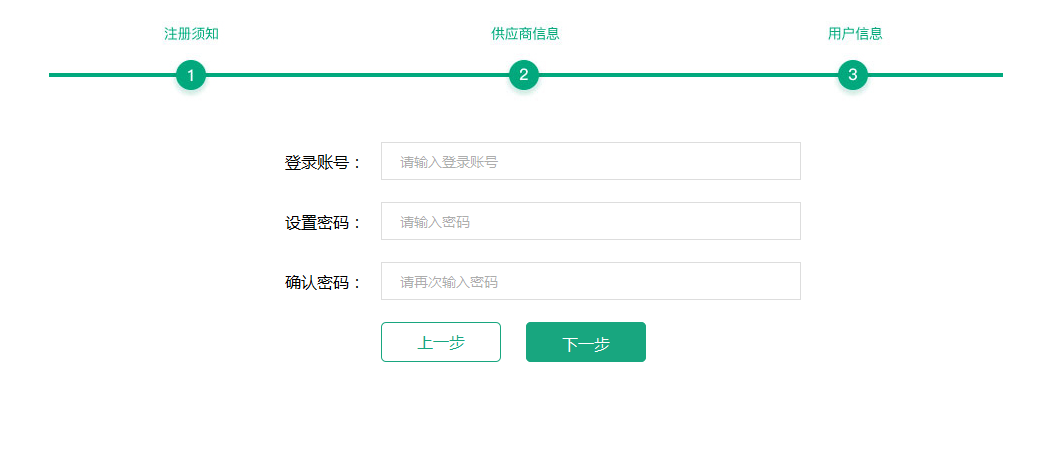 注册须知 供应商信息 用户信息
1 2 3
登录账号： 请输入登录账号
设置密码： 请输入密码
确认密码： 请再次输入密码
上一步 下一步